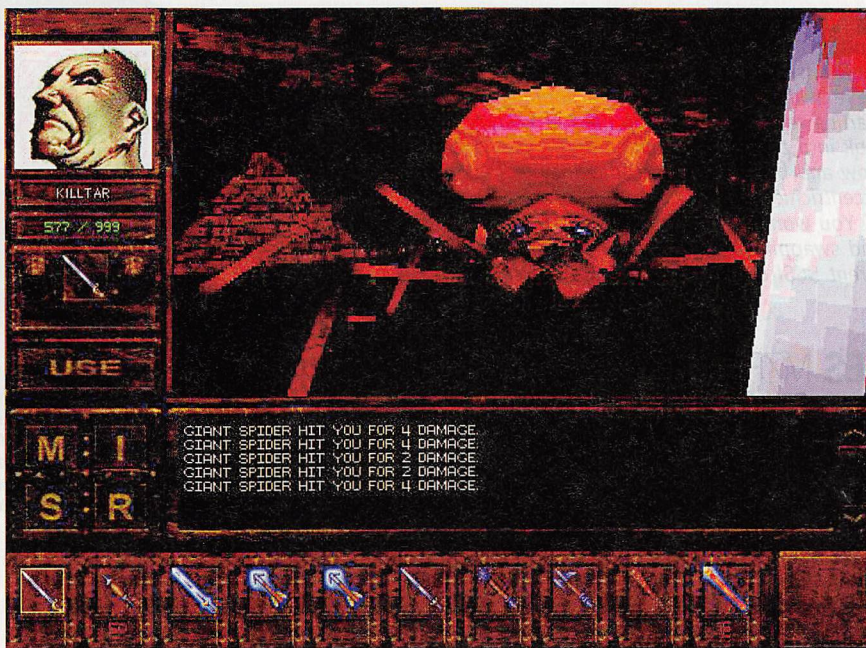 KILLTAR
577 / 999
USE
M : I
S : R
GIANT SPIDER HIT YOU FOR 4 DAMAGE.
GIANT SPIDER HIT YOU FOR 4 DAMAGE.
GIANT SPIDER HIT YOU FOR 2 DAMAGE.
GIANT SPIDER HIT YOU FOR 2 DAMAGE.
GIANT SPIDER HIT YOU FOR 4 DAMAGE.